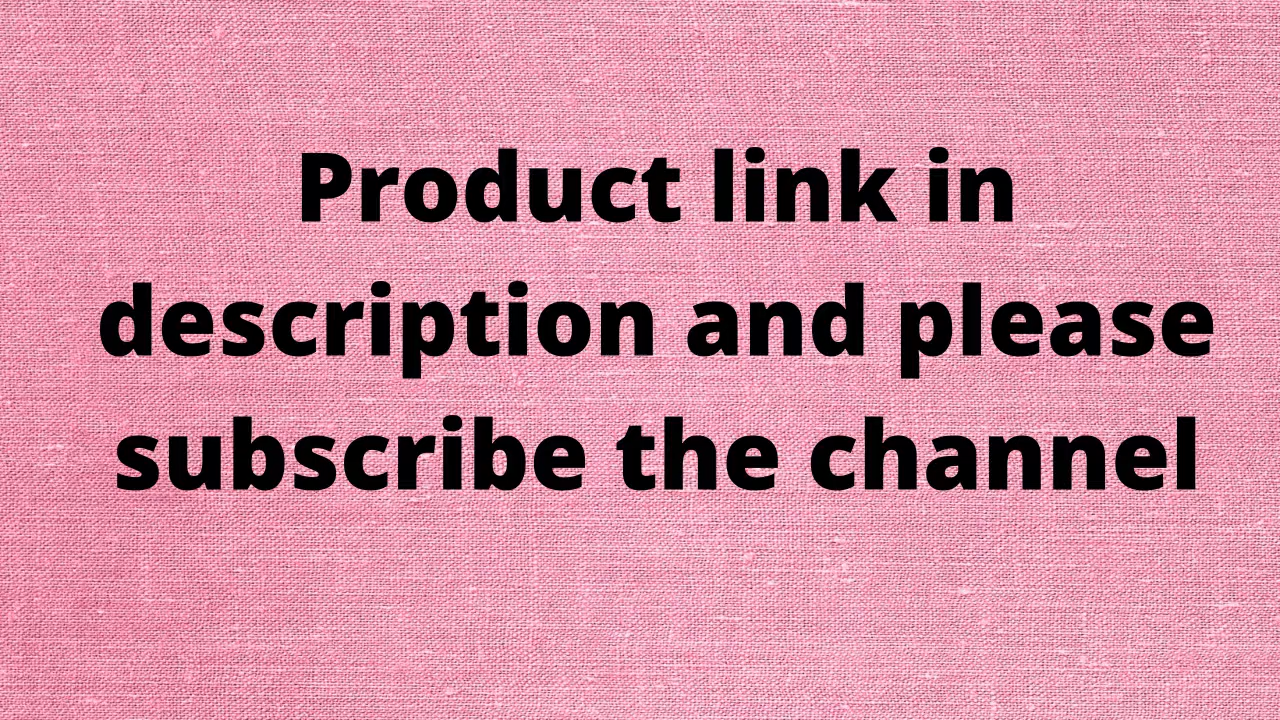 Product link in
description and please
subscribe the channel